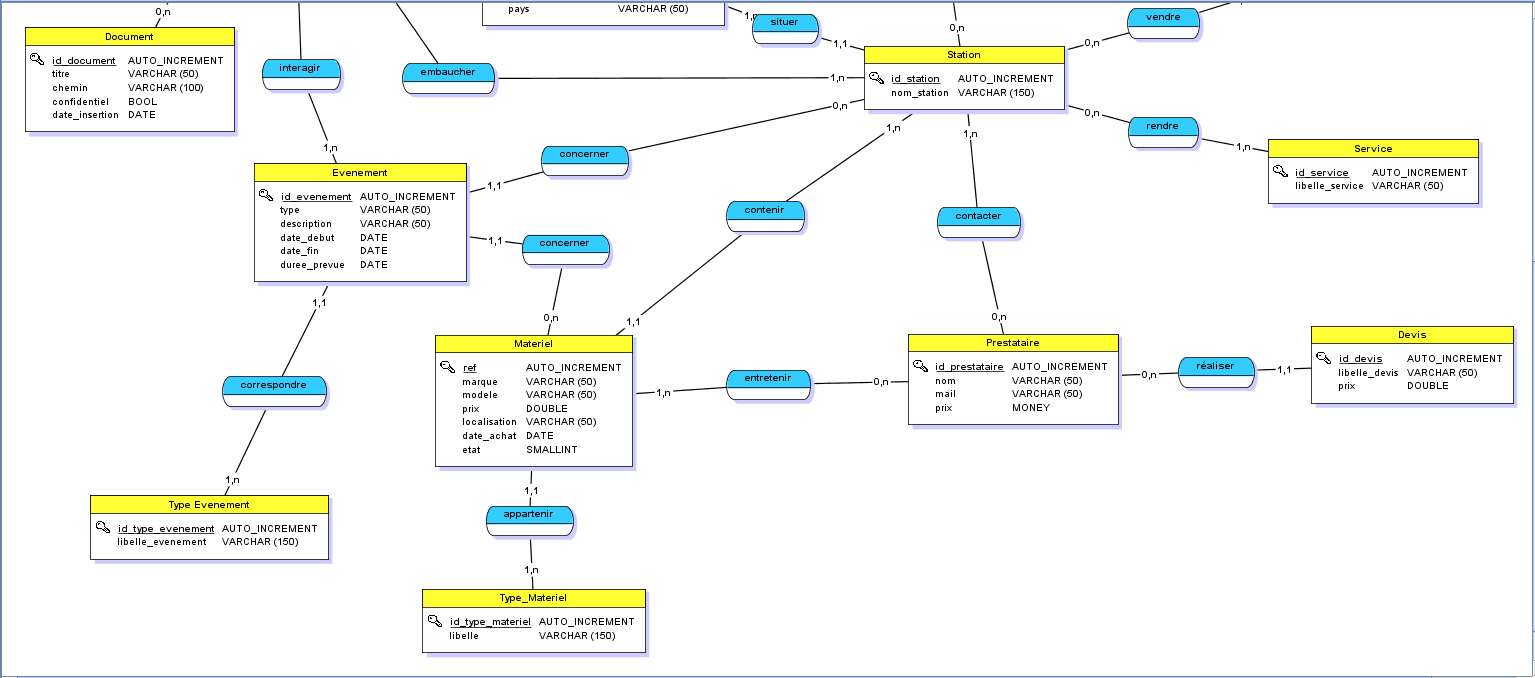 pays VARCHAR (50)
0,n
1,n
situer
1,1
0,n
vendre
0,n
Document
id_document AUTO_INCREMENT
titre VARCHAR (50)
chemin VARCHAR (100)
confidentiel BOOL
date_insertion DATE
interagir
1,n
embaucher
1,n
Station
id_station AUTO_INCREMENT
nom_station VARCHAR (150)
0,n
1,n
1,n
0,n
rendre
1,n
Service
id_service AUTO_INCREMENT
libelle_service VARCHAR (50)
concerner
1,1
Evenement
id_evenement AUTO_INCREMENT
type VARCHAR (50)
description VARCHAR (50)
date_debut DATE
date_fin DATE
duree_prevue DATE
1,1
concerner
0,n
contenir
1,1
contacter
0,n
1,1
correspondre
1,n
Materiel
ref AUTO_INCREMENT
marque VARCHAR (50)
modele VARCHAR (50)
prix DOUBLE
localisation VARCHAR (50)
date_achat DATE
etat SMALLINT
1,n
entretenir
0,n
Prestataire
id_prestataire AUTO_INCREMENT
nom VARCHAR (50)
mail VARCHAR (50)
prix MONEY
0,n
réaliser
1,1
Devis
id_devis AUTO_INCREMENT
libelle_devis VARCHAR (50)
prix DOUBLE
Type Evenement
id_type_evenement AUTO_INCREMENT
libelle_evenement VARCHAR (150)
1,1
appartenir
1,n
Type_Materiel
id_type_materiel AUTO_INCREMENT
libelle VARCHAR (150)